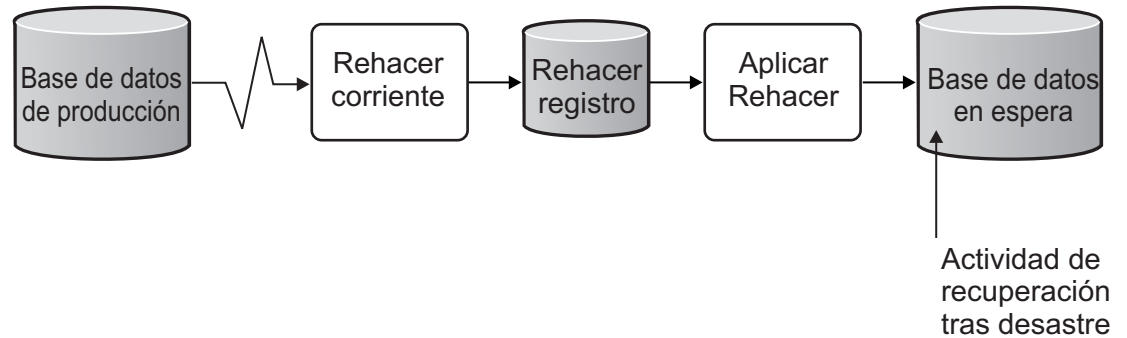 Base de datos
de producción
Rehacer
corriente
Rehacer
registro
Aplicar
Rehacer
Base de datos
en espera
Actividad de
recuperación
tras desastre